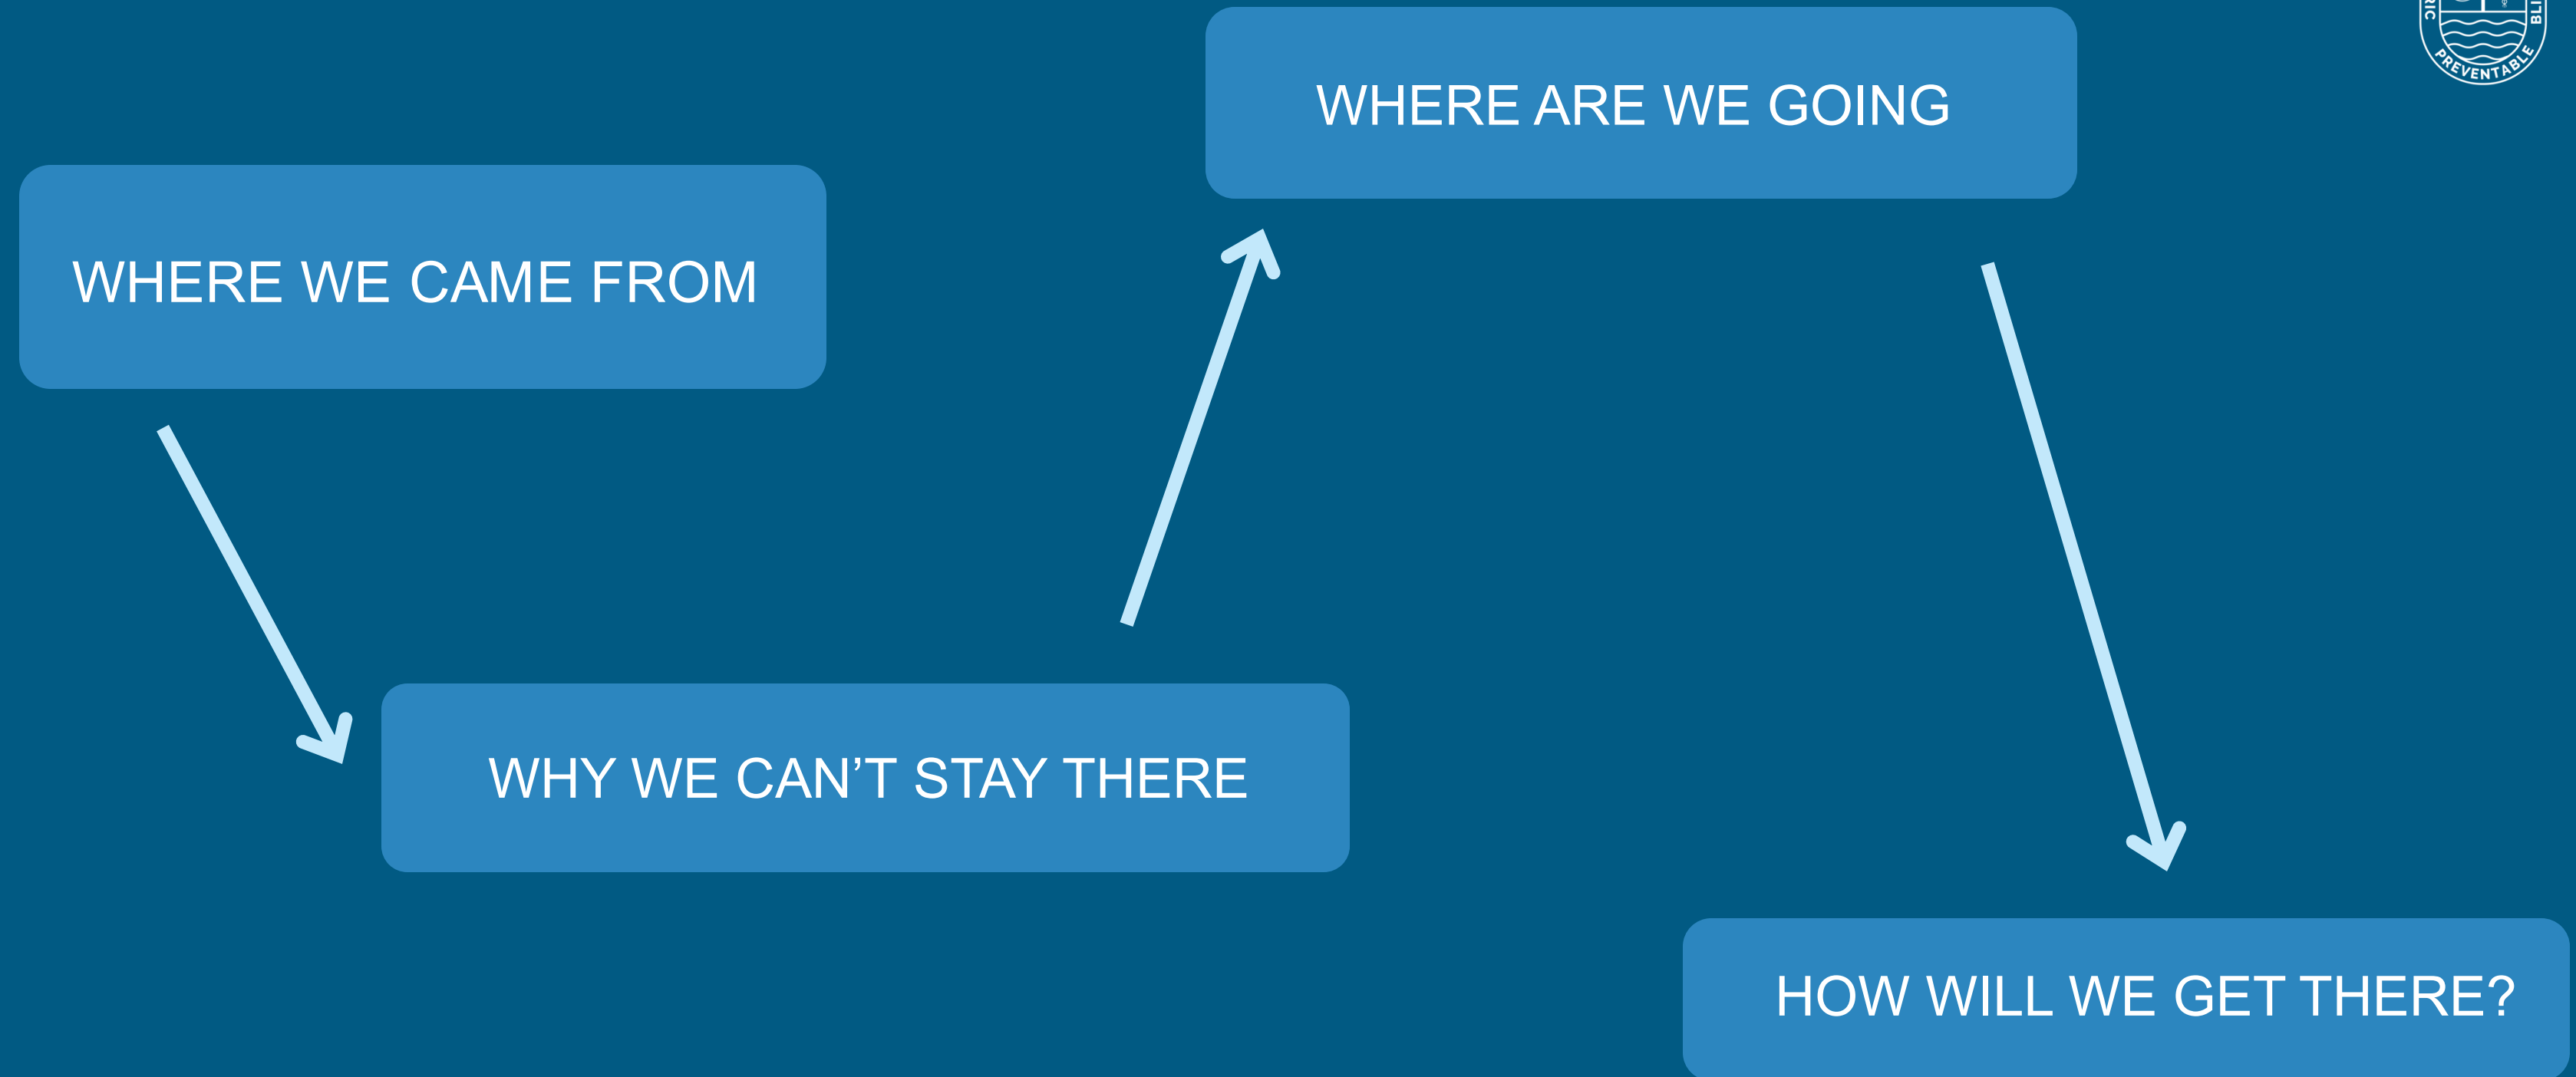 WHERE WE CAME FROM
WHY WE CAN’T STAY THERE
WHERE ARE WE GOING
HOW WILL WE GET THERE?
PREVENTABLE